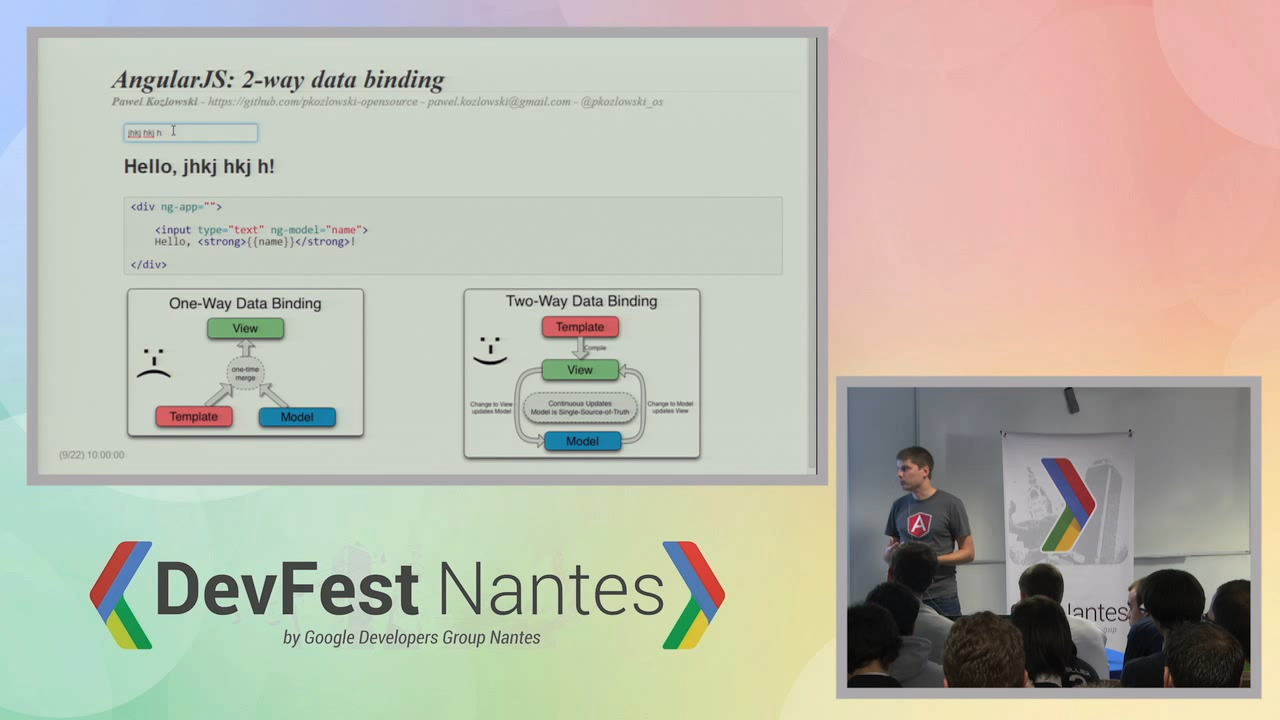 AngularJS: 2-way data binding
Pawel Kozlowski - https://github.com/pkozlowski-opensource - pawel.kozlowski@gmail.com - @pkozlowski_os
jhkj hkj h
Hello, jhkj hkj h!
<div ng-app="">
<input type="text" ng-model="name">
Hello, <strong>{{name}}</strong>!
</div>
One-Way Data Binding
View
one-time
merge
Template
Model
Two-Way Data Binding
Template
Compile
View
Change to View
updates Model
Continuous Updates
Model is Single-Source-of-Truth
Change to Model
updates View
Model
(9/22) 10:00:00
DevFest Nantes
by Google Developers Group Nantes
A
Nantes